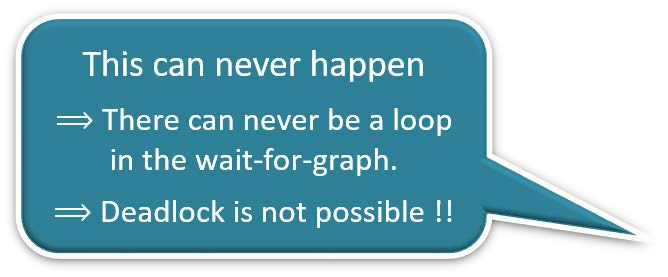 This can never happen
⟹ There can never be a loop
in the wait-for-graph.
⟹ Deadlock is not possible !!